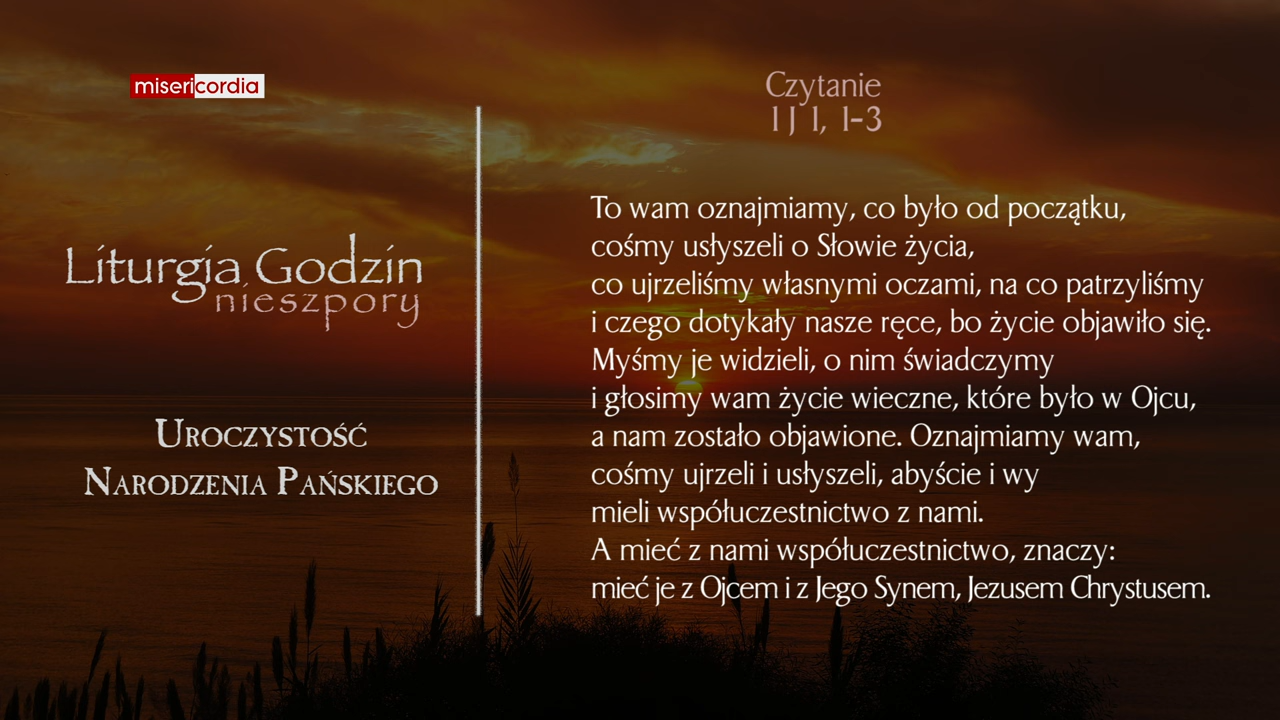 misericordia
Liturgia Godzin
nieszpory
Uroczystość
Narodzenia Pańskiego
Czytanie
1 J 1, 1-3
To wam oznajmiamy, co było od początku,
cośmy usłyszeli o Słowie życia,
co ujrzeliśmy własnymi oczami, na co patrzyliśmy
i czego dotykały nasze ręce, bo życie objawiło się.
Myśmy je widzieli, o nim świadczymy
i głosimy wam życie wieczne, które było w Ojcu,
a nam zostało objawione. Oznajmiamy wam,
cośmy ujrzeli i usłyszeli, abyście i wy
mieli współuczestnictwo z nami.
A mieć z nami współuczestnictwo, znaczy:
mieć je z Ojcem i z Jego Synem, Jezusem Chrystusem.